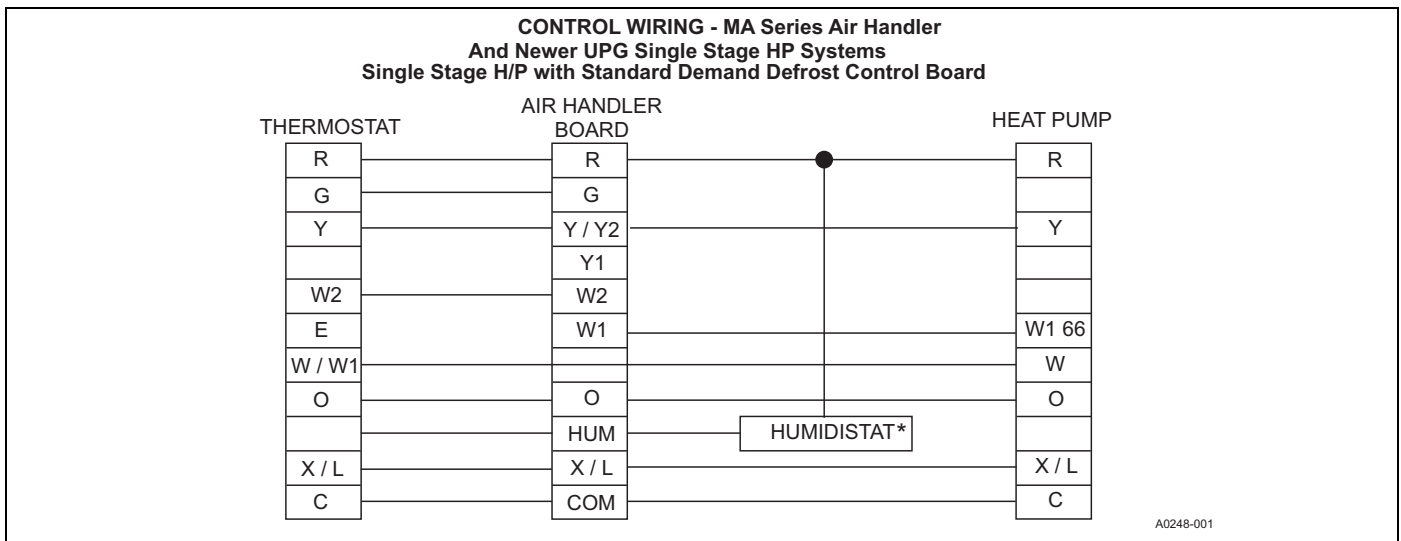 CONTROL WIRING - MA Series Air Handler
And Newer UPG Single Stage HP Systems
Single Stage H/P with Standard Demand Defrost Control Board
THERMOSTAT
AIR HANDLER
BOARD
HEAT PUMP
R R R
G G
Y Y / Y2 Y
Y1
W2 W2
E W1 W1 66
W / W1 W
O O O
HUM HUMIDISTAT*
X / L X / L X / L
C COM C
A0248-001